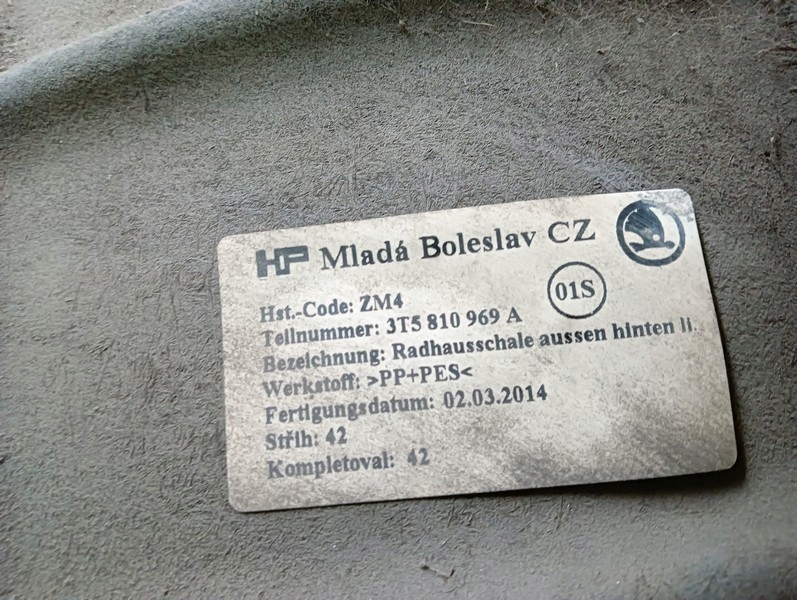 HP Mladá Boleslav CZ
01S
Hst.-Code: ZM4
Teilnummer: 3T5 810 969 A
Bezeichnung: Radhausschale aussen hinten li.
Werkstoff: >PP+PES<
Fertigungsdatum: 02.03.2014
Střih: 42
Kompletoval: 42